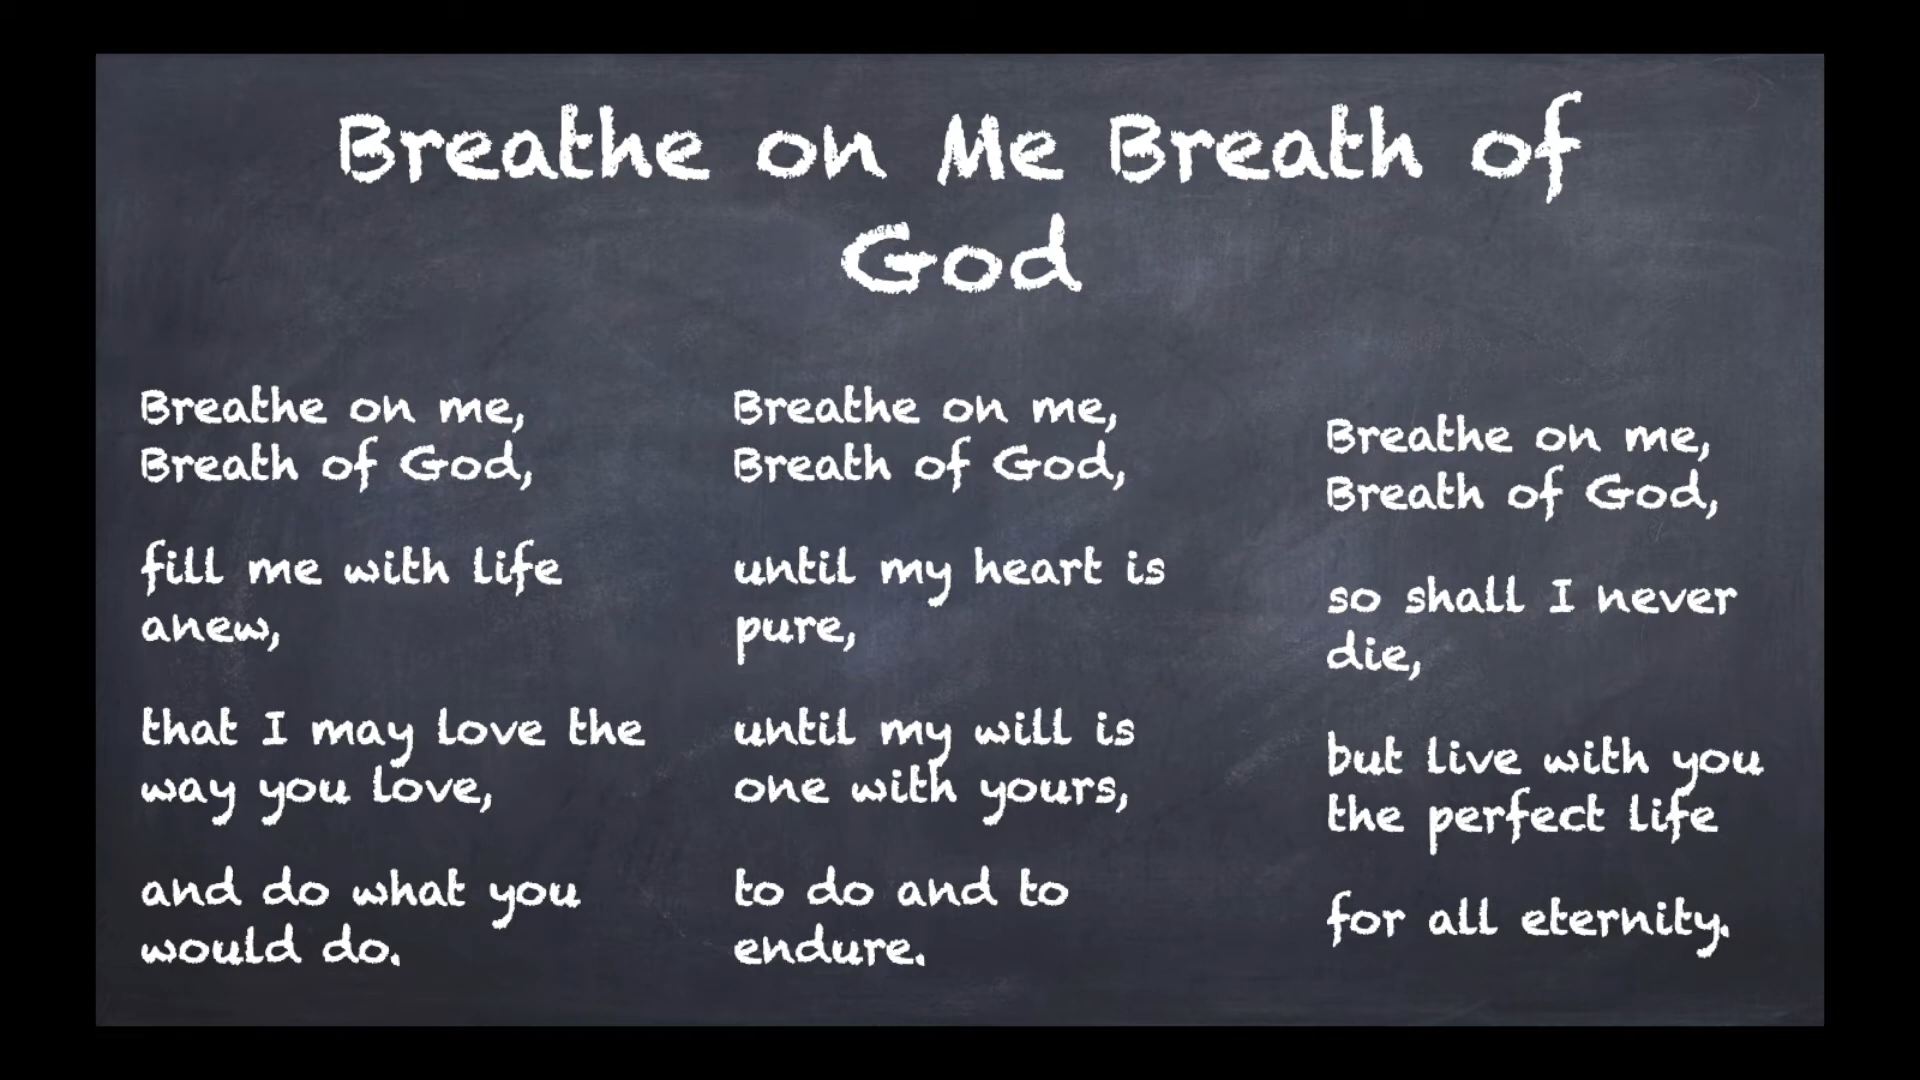 Breathe on Me Breath of
God
Breathe on me,
Breath of God,
fill me with life
anew,
that I may love the
way you love,
and do what you
would do.
Breathe on me,
Breath of God,
until my heart is
pure,
until my will is
one with yours,
to do and to
endure.
Breathe on me,
Breath of God,
so shall I never
die,
but live with you
the perfect life
for all eternity.